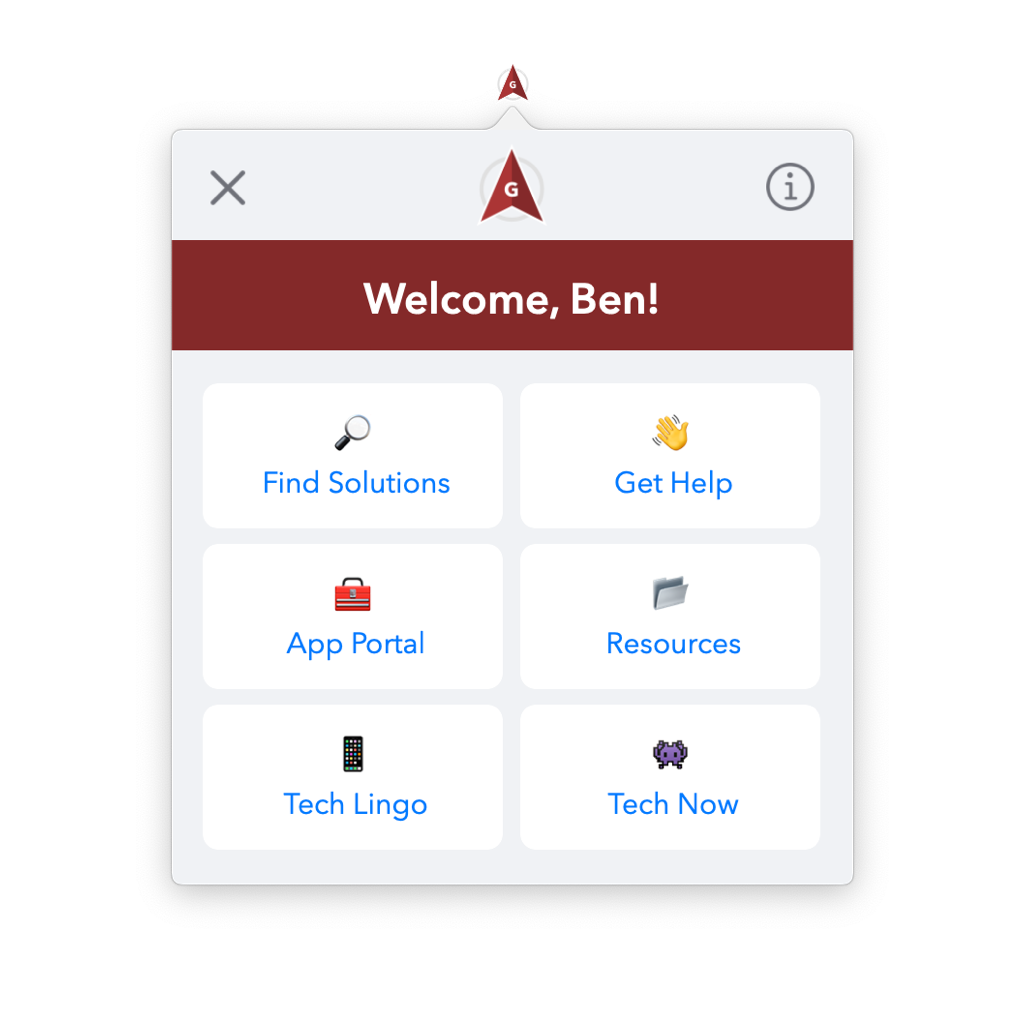 G
G
Welcome, Ben!
Find Solutions
Get Help
App Portal
Resources
Tech Lingo
Tech Now